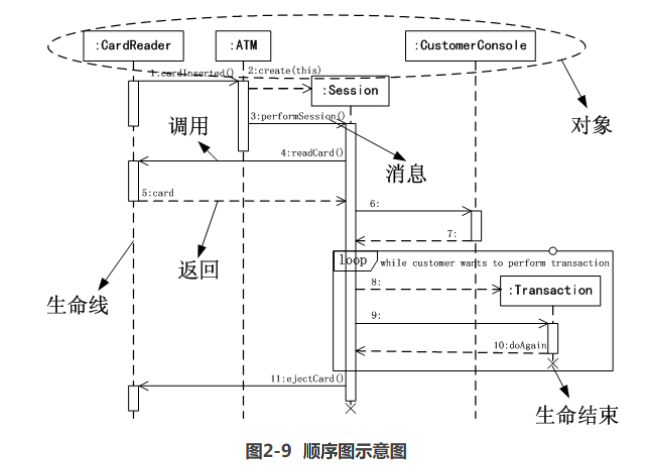 :CardReader
:ATM
:CustomerConsole
1:cardInserted()
2:create(this)
:Session
对象
3:performSession()
调用
4:readCard()
消息
5:card
6:
7:
返回
loop
while customer wants to perform transaction
8:
:Transaction
生命线
9:
10:doAgain
11:ejectCard()
生命结束
图2-9 顺序图示意图